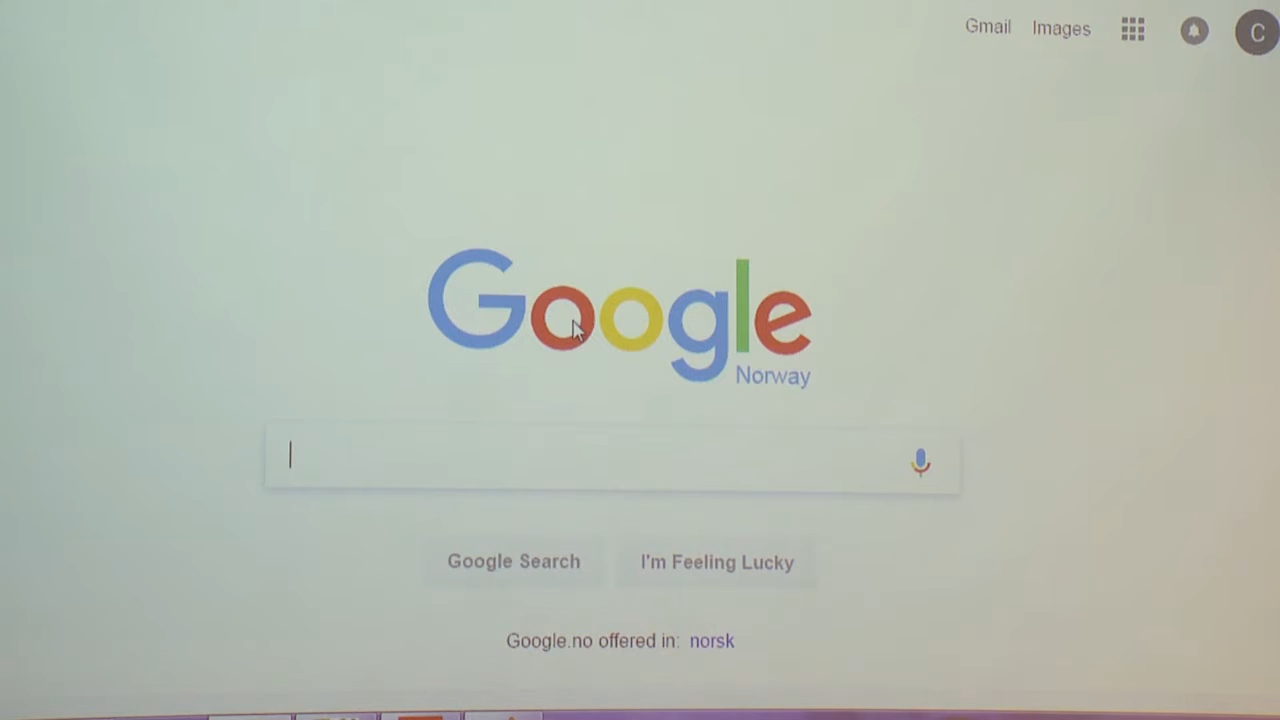 Gmail Images C
Google
Norway
Google Search I'm Feeling Lucky
Google.no offered in: norsk